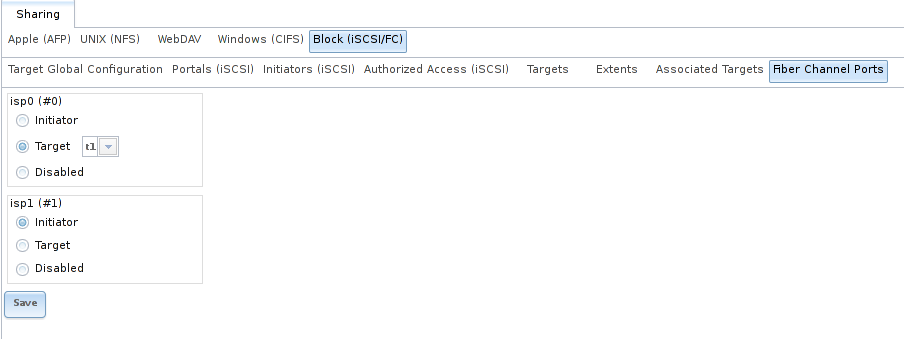 Sharing
Apple (AFP) UNIX (NFS) WebDAV Windows (CIFS) Block (iSCSI/FC)
Target Global Configuration Portals (iSCSI) Initiators (iSCSI) Authorized Access (iSCSI) Targets Extents Associated Targets Fiber Channel Ports
isp0 (#0)
Initiator
Target t1
Disabled
isp1 (#1)
Initiator
Target
Disabled
Save